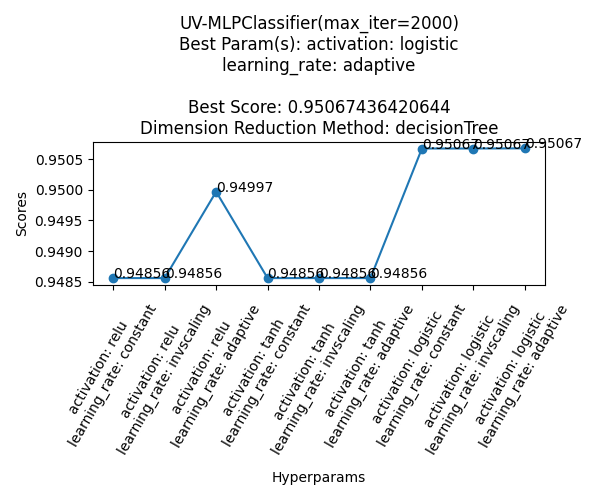 UV-MLPClassifier(max_iter=2000)
Best Param(s): activation: logistic
learning_rate: adaptive
Best Score: 0.95067436420644
Dimension Reduction Method: decisionTree
Scores
0.9505
0.9500
0.9495
0.9490
0.9485
0.94856
0.94856
0.94997
0.94856
0.94856
0.94856
0.95067
0.95067
0.95067
activation: relu
learning_rate: constant
activation: relu
learning_rate: invscaling
activation: relu
learning_rate: adaptive
activation: tanh
learning_rate: constant
activation: tanh
learning_rate: invscaling
activation: tanh
learning_rate: adaptive
activation: logistic
learning_rate: constant
activation: logistic
learning_rate: invscaling
activation: logistic
learning_rate: adaptive
Hyperparams